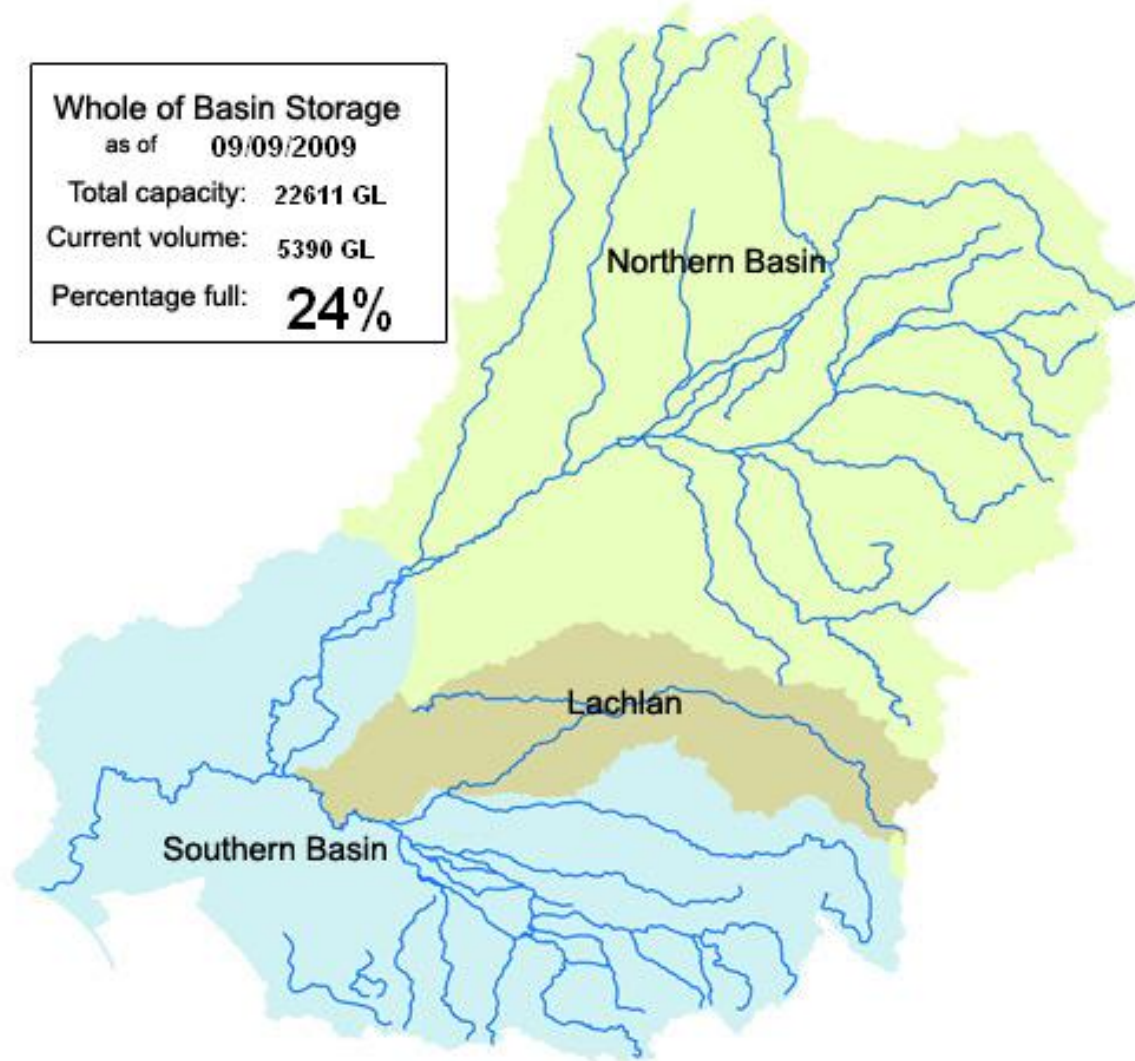 Whole of Basin Storage
as of 09/09/2009
Total capacity: 22611 GL
Current volume: 5390 GL
Percentage full: 24%
Northern Basin
Lachlan
Southern Basin